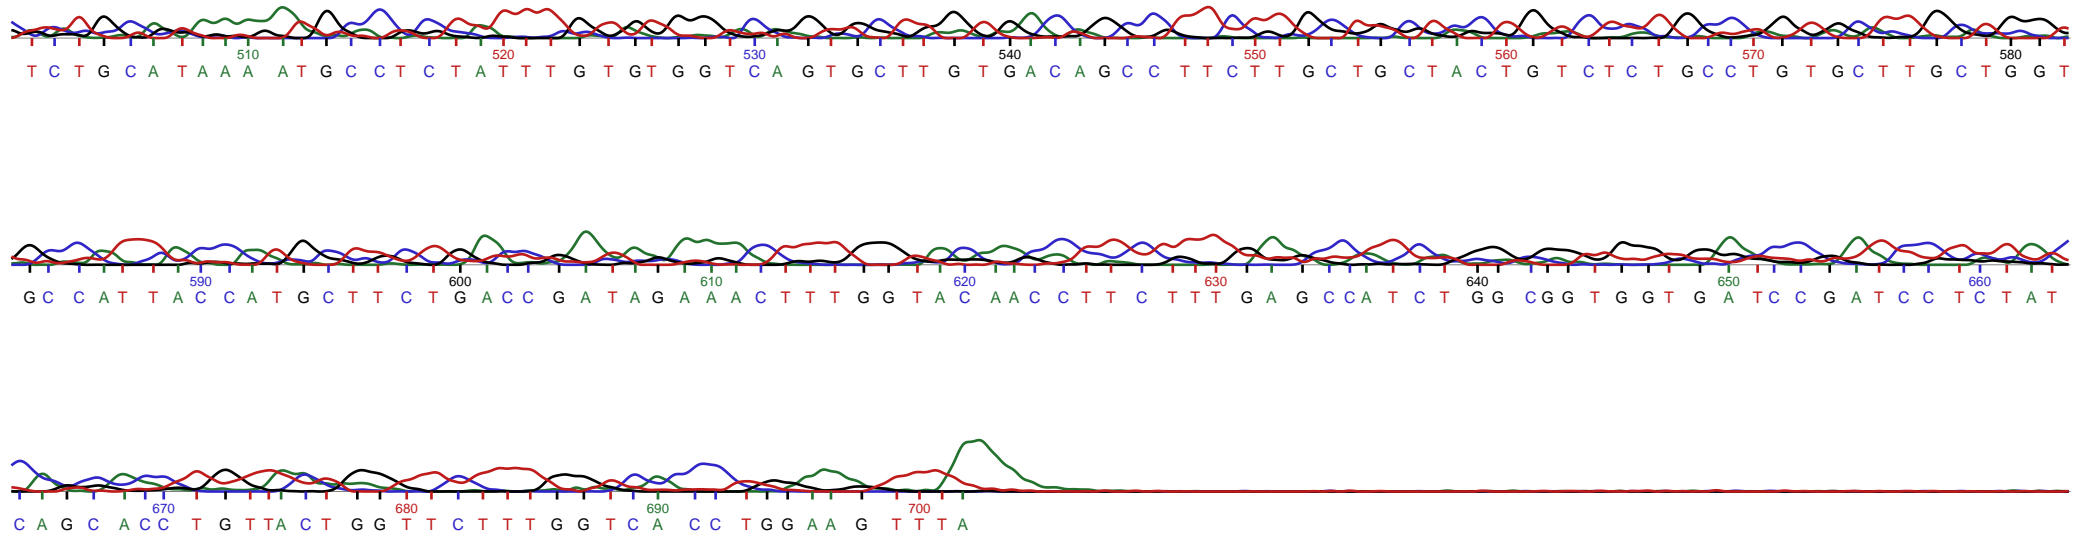 510 520 530 540 550 560 570 580
T C T G C A T A A A A T G C C T C T A T T T G T G T G G T C A G T G C T T G T G A C A G C C T T C T T G C T G C T A C T G T C T C T G C C T G T G C T T G C T G G T
590 600 610 620 630 640 650 660
G C C A T T A C C A T G C T T C T G A C C G A T A G A A A C T T T G G T A C A A C C T T C T T T G A G C C A T C T G G C G G T G G T G A T C C G A T C C T C T A T
670 680 690 700
C A G C A C C T G T T A C T G G T T C T T T G G T C A C C T G G A A G T T T A